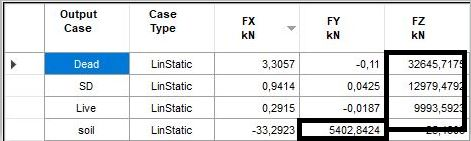 Output Case Case Type FX kN FY kN FZ kN
Dead LinStatic 3,3057 -0,11 32645,7175
SD LinStatic 0,9414 0,0425 12979,4792
Live LinStatic 0,2915 -0,0187 9993,5923
soil LinStatic -33,2923 5402,8424